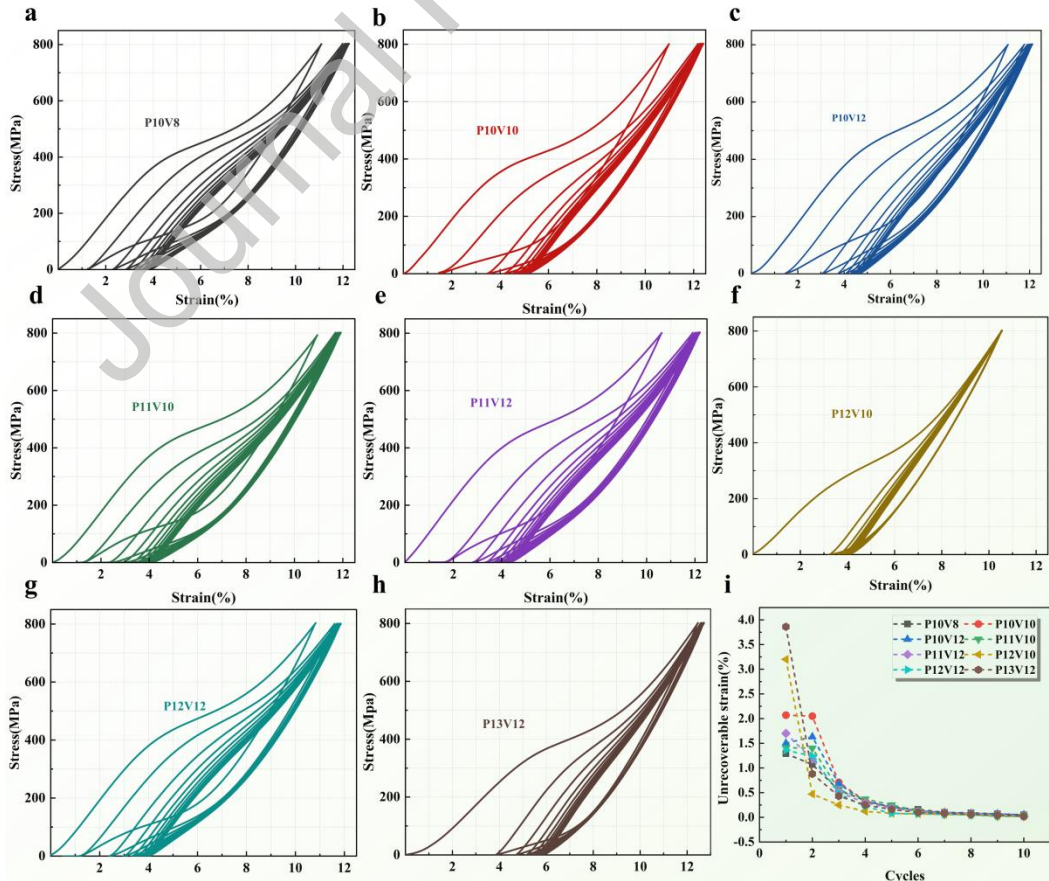 a
800
600
400
200
0
Stress(MPa)
P10V8
2 4 6 8 10 12
Strain(%)
b
800
600
400
200
0
Stress(MPa)
P10V10
2 4 6 8 10 12
Strain(%)
c
800
600
400
200
0
Stress(MPa)
P10V12
2 4 6 8 10 12
Strain(%)
d
800
600
400
200
0
Stress(MPa)
P11V10
2 4 6 8 10 12
Strain(%)
e
800
600
400
200
0
Stress(MPa)
P11V12
2 4 6 8 10 12
Strain(%)
f
800
600
400
200
0
Stress(MPa)
P12V10
2 4 6 8 10 12
Strain(%)
g
800
600
400
200
0
Stress(MPa)
P12V12
2 4 6 8 10 12
Strain(%)
h
800
600
400
200
0
Stress(Mpa)
P13V12
2 4 6 8 10 12
Strain(%)
i
4.0
3.5
3.0
2.5
2.0
1.5
1.0
0.5
0.0
-0.5
Unrecoverable strain(%)
P10V8 P10V10
P10V12 P11V10
P11V12 P12V10
P12V12 P13V12
0 2 4 6 8 10
Cycles
Journal